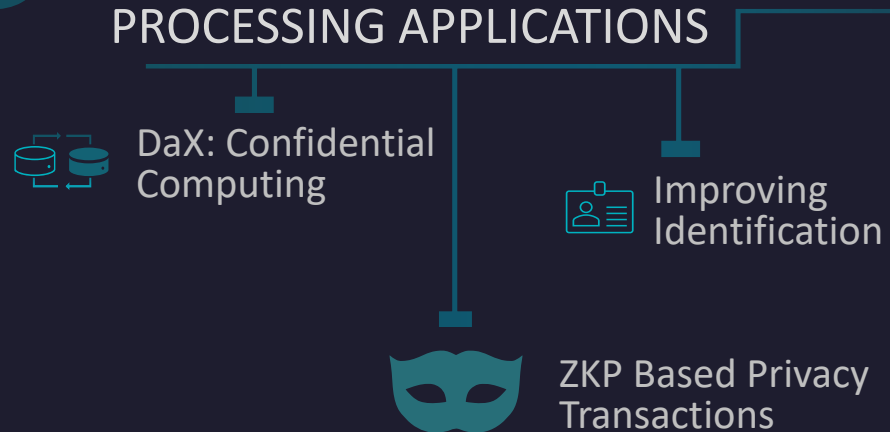 PROCESSING APPLICATIONS
DaX: Confidential
Computing
Improving
Identification
ZKP Based Privacy
Transactions